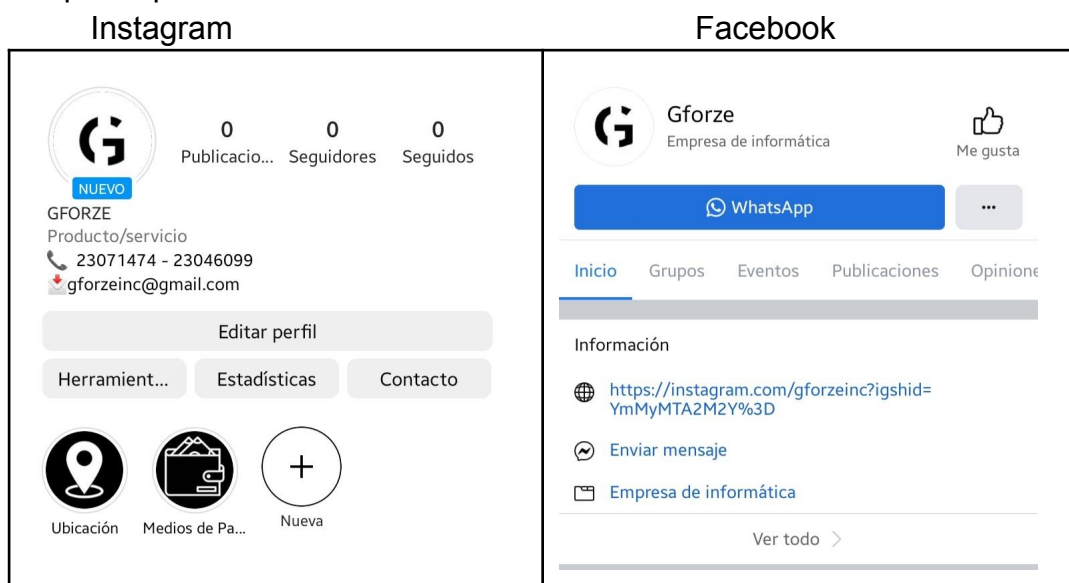 Instagram
Facebook
0 0 0
Publicacio... Seguidores Seguidos
NUEVO
GFORZE
Producto/servicio
23071474 - 23046099
gforzeinc@gmail.com
Editar perfil
Herramient... Estadísticas Contacto
Ubicación Medios de Pa... Nueva
Gforze
Empresa de informática
Me gusta
WhatsApp
...
Inicio Grupos Eventos Publicaciones Opinione
Información
https://instagram.com/gforzeinc?igshid=
YmMyMTA2M2Y%3D
Enviar mensaje
Empresa de informática
Ver todo >